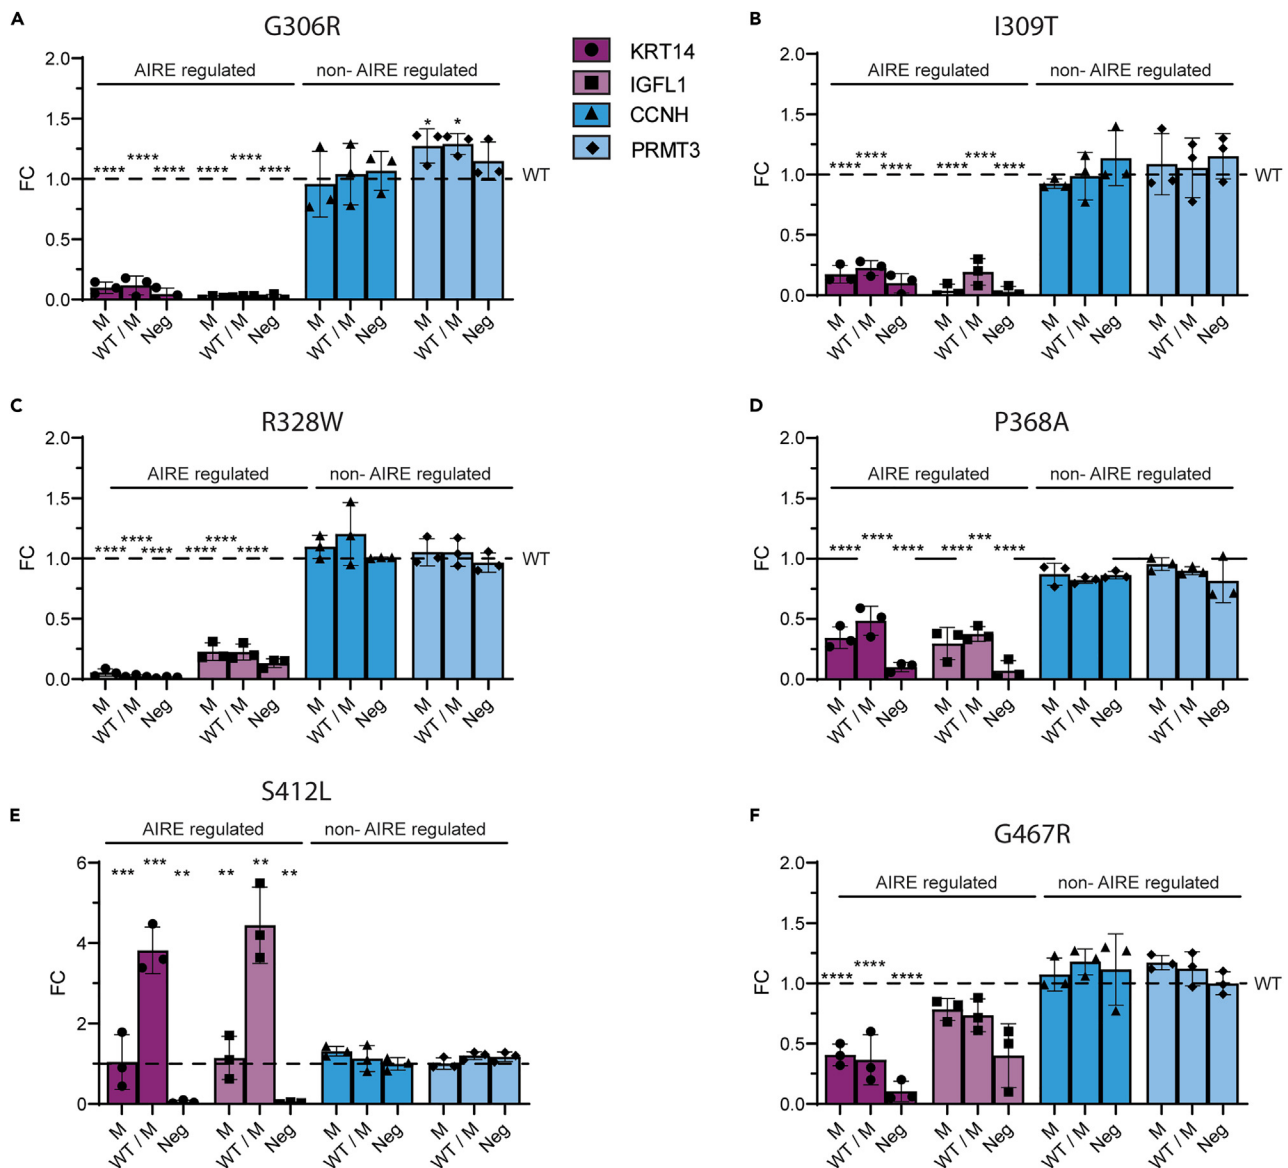 A
G306R
AIRE regulated
non- AIRE regulated
2.0
1.5
1.0
0.5
0.0
FC
****
****
****
****
****
****
*
*
WT
M
WT / M
Neg
M
WT / M
Neg
M
WT / M
Neg
M
WT / M
Neg
KRT14
IGFL1
CCNH
PRMT3
B
I309T
AIRE regulated
non- AIRE regulated
2.0
1.5
1.0
0.5
0.0
FC
****
****
****
****
****
****
WT
M
WT / M
Neg
M
WT / M
Neg
M
WT / M
Neg
M
WT / M
Neg
C
R328W
AIRE regulated
non- AIRE regulated
2.0
1.5
1.0
0.5
0.0
FC
****
****
****
****
****
****
WT
M
WT / M
Neg
M
WT / M
Neg
M
WT / M
Neg
M
WT / M
Neg
D
P368A
AIRE regulated
non- AIRE regulated
2.0
1.5
1.0
0.5
0.0
FC
****
****
****
****
***
****
WT
M
WT / M
Neg
M
WT / M
Neg
M
WT / M
Neg
M
WT / M
Neg
E
S412L
AIRE regulated
non- AIRE regulated
6
4
2
0
FC
***
***
**
**
**
**
WT
M
WT / M
Neg
M
WT / M
Neg
M
WT / M
Neg
M
WT / M
Neg
F
G467R
AIRE regulated
non- AIRE regulated
2.0
1.5
1.0
0.5
0.0
FC
****
****
****
WT
M
WT / M
Neg
M
WT / M
Neg
M
WT / M
Neg
M
WT / M
Neg